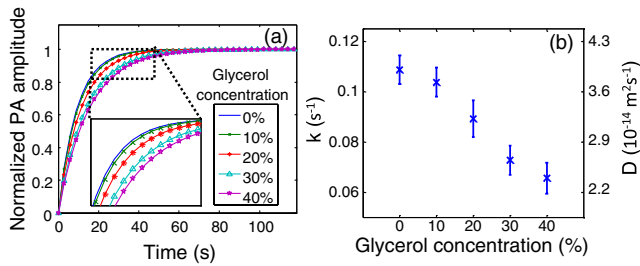 (a)
Normalized PA amplitude
1
0.8
0.6
0.4
0.2
0
0 20 40 60 80 100
Time (s)
Glycerol
concentration
0%
10%
20%
30%
40%
(b)
k (s⁻¹)
0.12
0.1
0.08
0.06
4.3
3.6
2.9
2.2
D (10⁻¹⁴ m²s⁻¹)
0 10 20 30 40
Glycerol concentration (%)